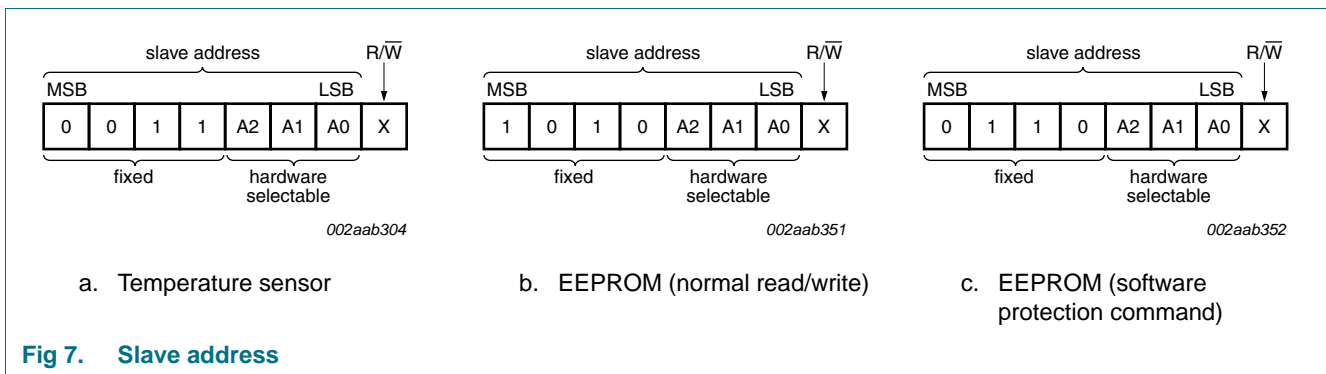 slave address R/W̅
MSB LSB
0 0 1 1 A2 A1 A0 X
fixed hardware
selectable
002aab304
a. Temperature sensor
slave address R/W̅
MSB LSB
1 0 1 0 A2 A1 A0 X
fixed hardware
selectable
002aab351
b. EEPROM (normal read/write)
slave address R/W̅
MSB LSB
0 1 1 0 A2 A1 A0 X
fixed hardware
selectable
002aab352
c. EEPROM (software
protection command)
Fig 7. Slave address